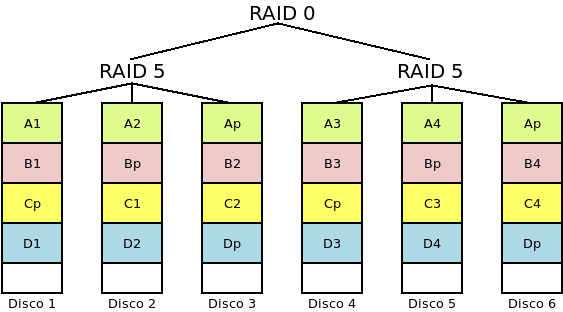 RAID 0
RAID 5 RAID 5
A1 A2 Ap A3 A4 Ap
B1 Bp B2 B3 Bp B4
Cp C1 C2 Cp C3 C4
D1 D2 Dp D3 D4 Dp
Disco 1 Disco 2 Disco 3 Disco 4 Disco 5 Disco 6